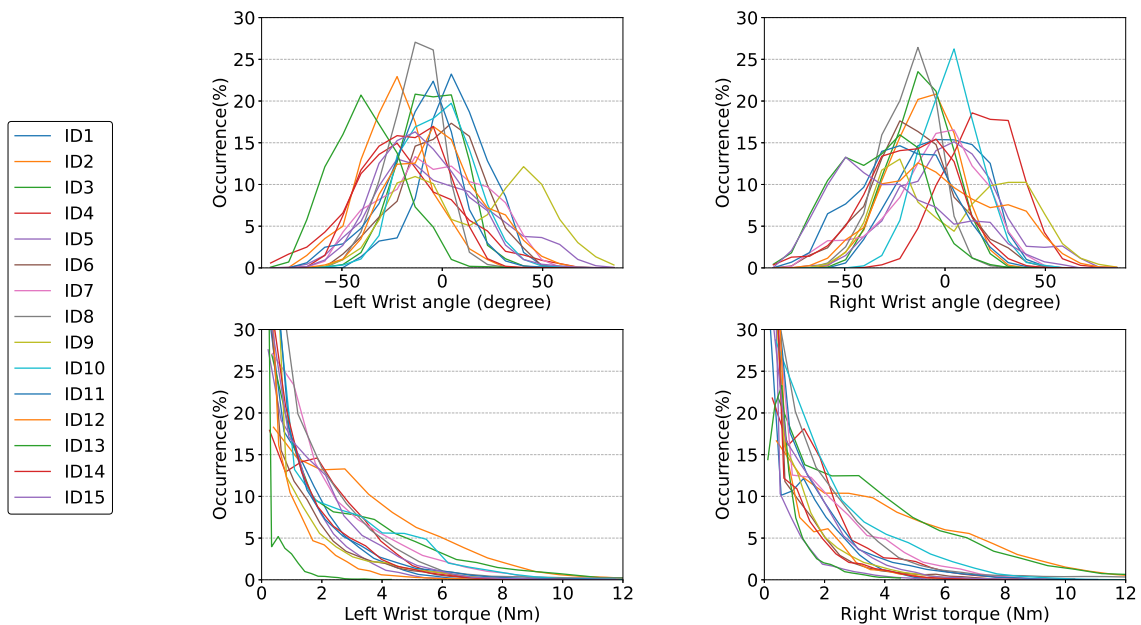 ID1
ID2
ID3
ID4
ID5
ID6
ID7
ID8
ID9
ID10
ID11
ID12
ID13
ID14
ID15
Occurrence(%)
30
25
20
15
10
5
0
−50 0 50
Left Wrist angle (degree)
Occurrence(%)
30
25
20
15
10
5
0
−50 0 50
Right Wrist angle (degree)
Occurrence(%)
30
25
20
15
10
5
0
0 2 4 6 8 10 12
Left Wrist torque (Nm)
Occurrence(%)
30
25
20
15
10
5
0
0 2 4 6 8 10 12
Right Wrist torque (Nm)